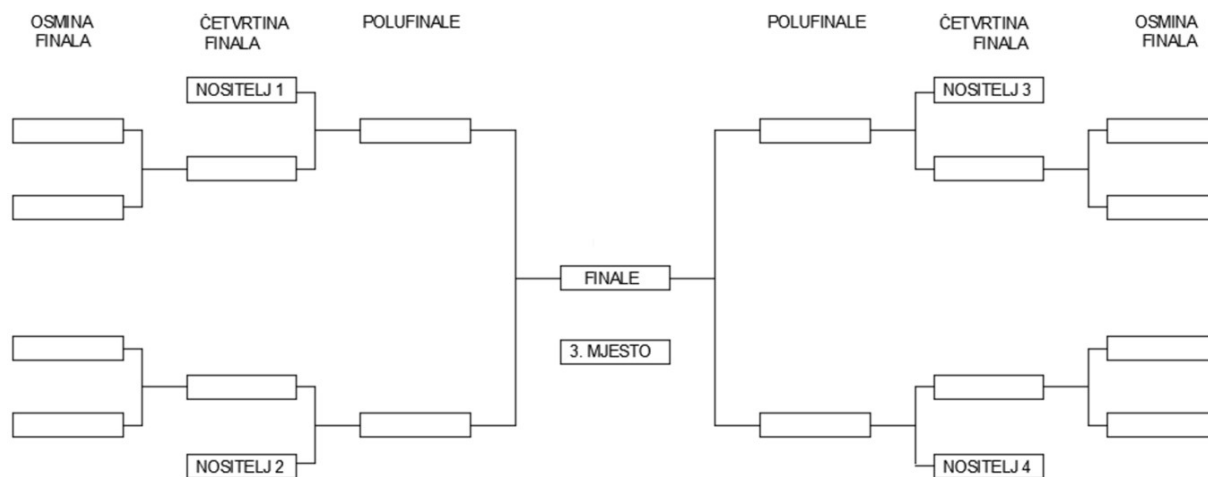 OSMINA
FINALA
ČETVRTINA
FINALA
POLUFINALE
POLUFINALE
ČETVRTINA
FINALA
OSMINA
FINALA
NOSITELJ 1
NOSITELJ 3
FINALE
3. MJESTO
NOSITELJ 2
NOSITELJ 4